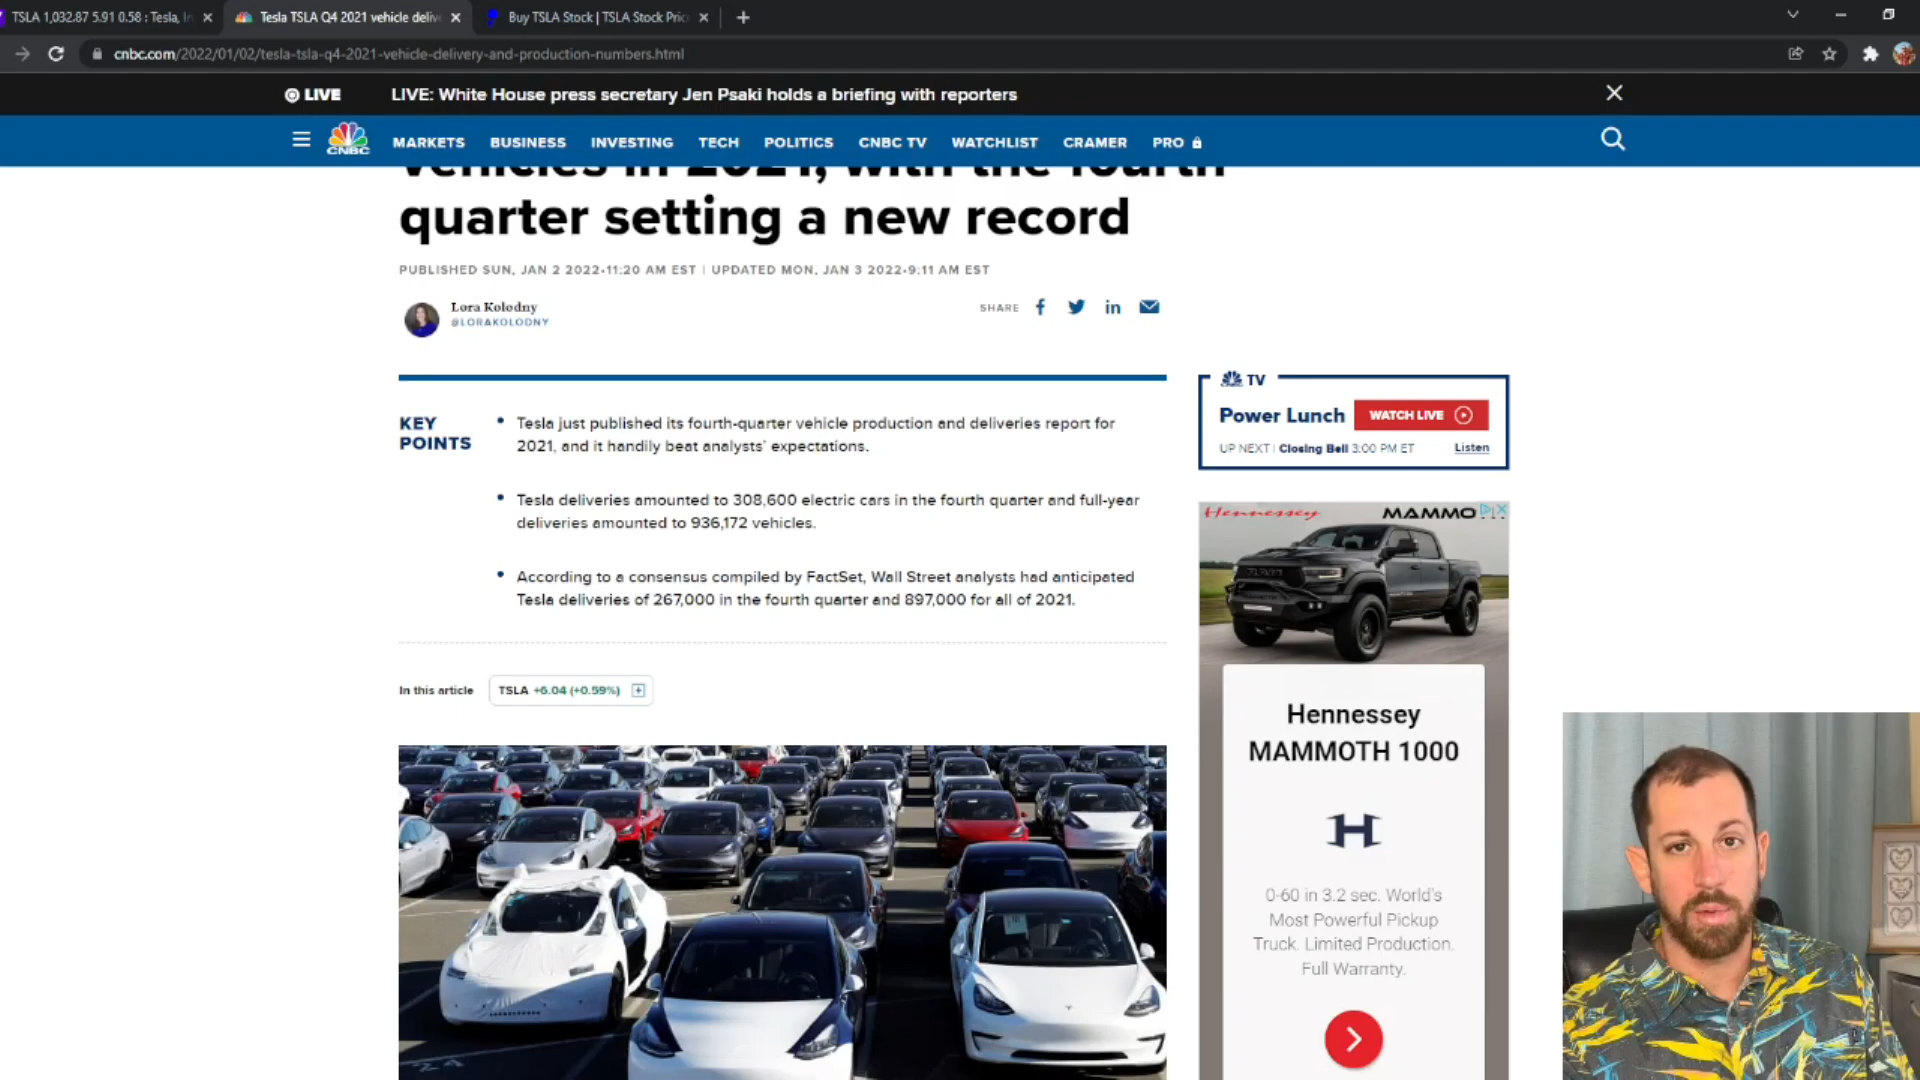 TSLA 1,032.87 5.91 0.58 : Tesla, In
Tesla TSLA Q4 2021 vehicle deliv
Buy TSLA Stock | TSLA Stock Pric
cnbc.com/2022/01/02/tesla-tsla-q4-2021-vehicle-delivery-and-production-numbers.html
LIVE
LIVE: White House press secretary Jen Psaki holds a briefing with reporters
CNBC
MARKETS BUSINESS INVESTING TECH POLITICS CNBC TV WATCHLIST CRAMER PRO
vehicles in 2021, with the fourth
quarter setting a new record
PUBLISHED SUN, JAN 2 2022•11:20 AM EST | UPDATED MON, JAN 3 2022•9:11 AM EST
Lora Kolodny
@LORAKOLODNY
SHARE
KEY
POINTS
• Tesla just published its fourth-quarter vehicle production and deliveries report for
2021, and it handily beat analysts’ expectations.
• Tesla deliveries amounted to 308,600 electric cars in the fourth quarter and full-year
deliveries amounted to 936,172 vehicles.
• According to a consensus compiled by FactSet, Wall Street analysts had anticipated
Tesla deliveries of 267,000 in the fourth quarter and 897,000 for all of 2021.
In this article
TSLA +6.04 (+0.59%)
TV
Power Lunch
WATCH LIVE
UP NEXT | Closing Bell 3:00 PM ET
Listen
Hennessey
MAMMO...
Hennessey
MAMMOTH 1000
H
0-60 in 3.2 sec. World's
Most Powerful Pickup
Truck. Limited Production.
Full Warranty.